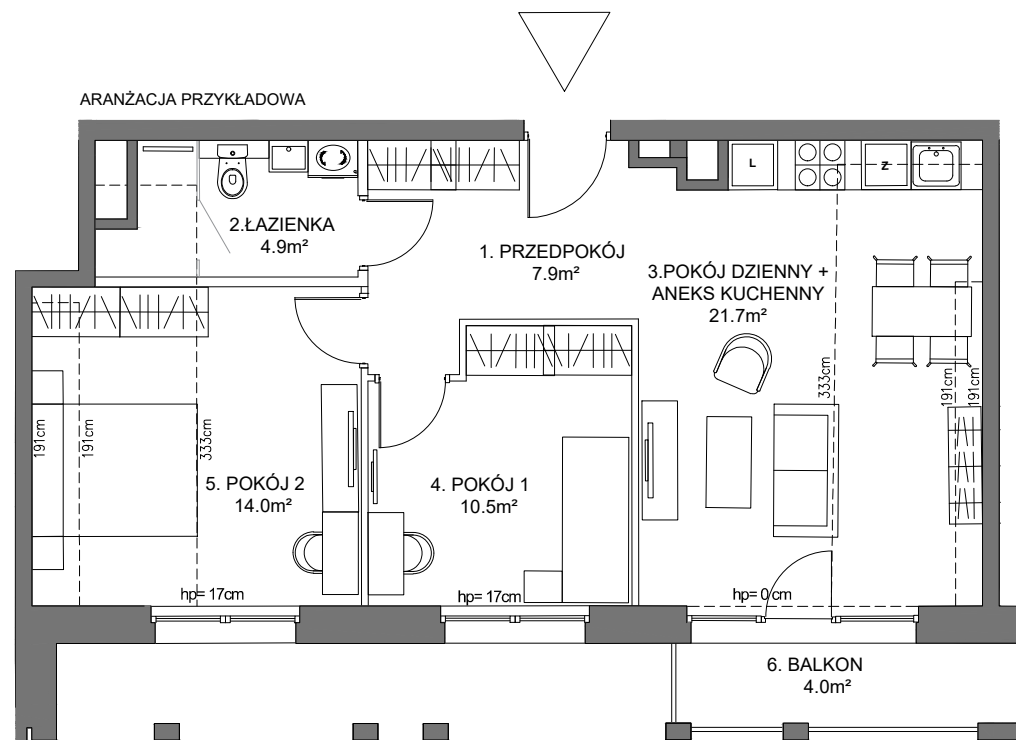 ARANŻACJA PRZYKŁADOWA
L
Z
2.ŁAZIENKA
4.9m²
1. PRZEDPOKÓJ
7.9m²
3.POKÓJ DZIENNY +
ANEKS KUCHENNY
21.7m²
191cm
191cm
333cm
333cm
191cm
191cm
5. POKÓJ 2
14.0m²
4. POKÓJ 1
10.5m²
hp= 17cm
hp= 17cm
hp= 0 cm
6. BALKON
4.0m²